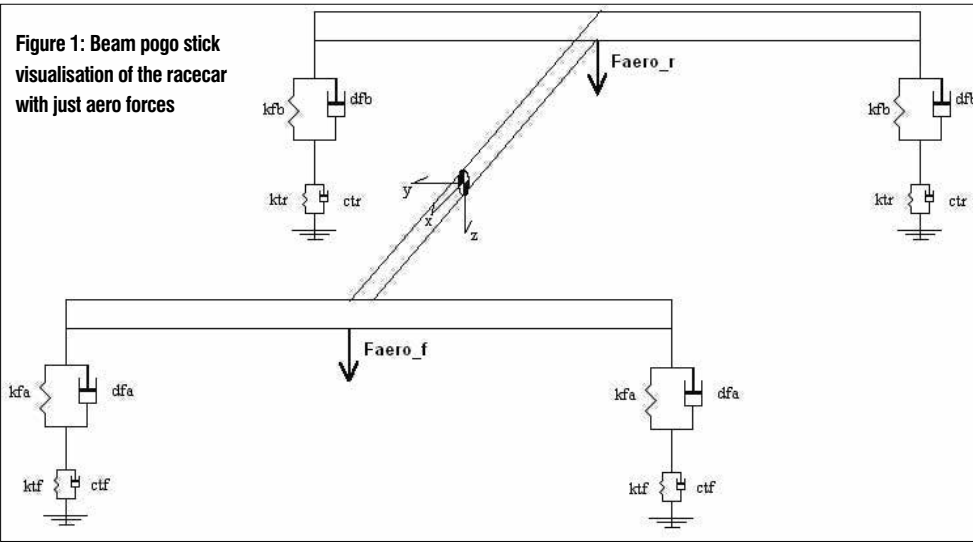 Figure 1: Beam pogo stick
visualisation of the racecar
with just aero forces
Faero_r
kfb
dfb
kfb
dfb
ktr
ctr
ktr
ctr
y
x
z
Faero_f
kfa
dfa
kfa
dfa
ktf
ctf
ktf
ctf